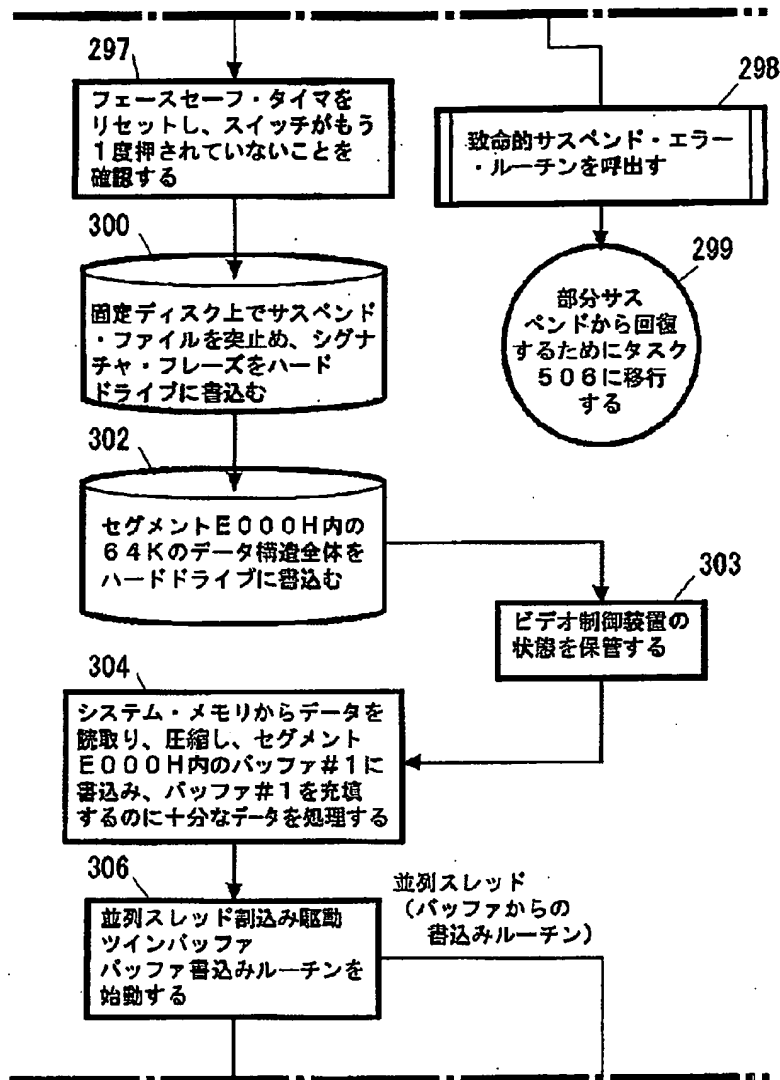 297
フェースセーフ・タイマを
リセットし、スイッチがもう
1度押されていないことを
確認する
298
致命的サスペンド・エラー
・ルーチンを呼出す
299
部分サス
ペンドから回復
するためにタスク
506に移行
する
300
固定ディスク上でサスペンド
・ファイルを突止め、シグナ
チャ・フレーズをハード
ドライブに書込む
302
セグメントE000H内の
64Kのデータ構造全体を
ハードドライブに書込む
303
ビデオ制御装置の
状態を保管する
304
システム・メモリからデータを
読取り、圧縮し、セグメント
E000H内のバッファ#1に
書込み、バッファ#1を充填
するのに十分なデータを処理する
306
並列スレッド割込み駆動
ツインバッファ
バッファ書込みルーチンを
始動する
並列スレッド
(バッファからの
書込みルーチン)